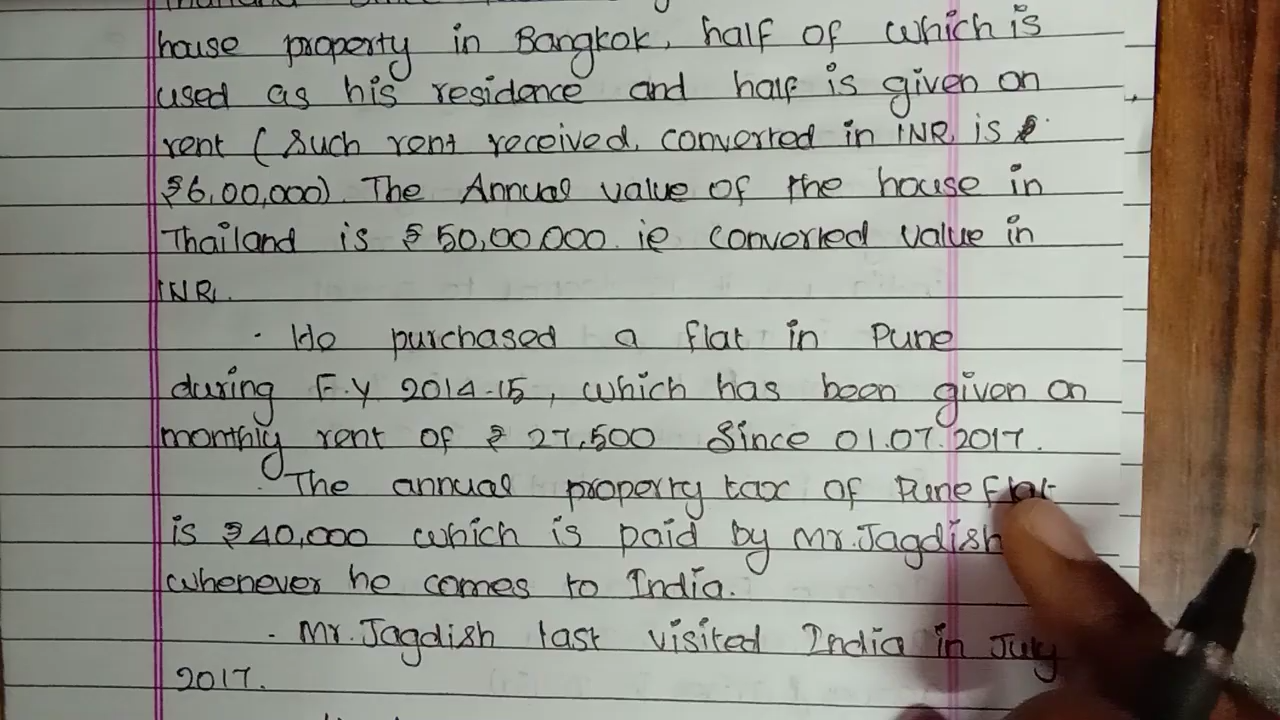 house property in Bangkok, half of which is
used as his residence and half is given on
rent (Such rent received, converted in INR is
₹6,00,000) The Annual value of the house in
Thailand is ₹ 50,00,000 ie converted value in
INR.
· He purchased a flat in Pune
during F.Y 2014-15, which has been given on
monthly rent of ₹ 27,500 Since 01.07.2017.
· The annual property tax of Pune Flat
is ₹40,000 which is paid by Mr.Jagdish
whenever he comes to India.
· Mr.Jagdish last visited India in July
2017.